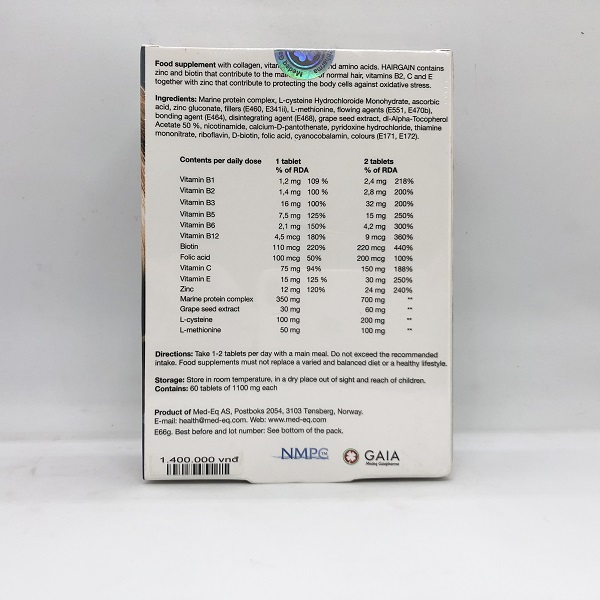 Food supplement with collagen, and amino acids. HAIRGAIN contains
zinc and biotin that contribute to the normal hair, vitamins B2, C and E
together with zinc that contribute to protecting the body cells against oxidative stress.
Ingredients: Marine protein complex, L-cysteine Hydrochloride Monohydrate, ascorbic
acid, zinc gluconate, fillers (E460, E341ii), L-methionine, flowing agents (E551, E470b),
bonding agent (E464), disintegrating agent (E468), grape seed extract, dl-Alpha-Tocopherol
Acetate 50 %, nicotinamide, calcium-D-pantothenate, pyridoxine hydrochloride, thiamine
mononitrate, riboflavin, D-biotin, folic acid, cyanocobalamin, colours (E171, E172).
Contents per daily dose 1 tablet 2 tablets
% of RDA % of RDA
Vitamin B1 1,2 mg 109 % 2,4 mg 218%
Vitamin B2 1,4 mg 100 % 2,8 mg 200%
Vitamin B3 16 mg 100% 32 mg 200%
Vitamin B5 7,5 mg 125% 15 mg 250%
Vitamin B6 2,1 mg 150% 4,2 mg 300%
Vitamin B12 4,5 mcg 180% 9 mcg 360%
Biotin 110 mcg 220% 220 mcg 440%
Folic acid 100 mcg 50% 200 mcg 100%
Vitamin C 75 mg 94% 150 mg 188%
Vitamin E 15 mg 125 % 30 mg 250%
Zinc 12 mg 120% 24 mg 240%
Marine protein complex 350 mg 700 mg **
Grape seed extract 30 mg 60 mg **
L-cysteine 100 mg 200 mg **
L-methionine 50 mg 100 mg **
Directions: Take 1-2 tablets per day with a main meal. Do not exceed the recommended
intake. Food supplements must not replace a varied and balanced diet or a healthy lifestyle.
Storage: Store in room temperature, in a dry place out of sight and reach of children.
Contains: 60 tablets of 1100 mg each
Product of Med-Eq AS, Postboks 2054, 3103 Tønsberg, Norway.
E-mail: health@med-eq.com. Web: www.med-eq.com
E66g. Best before and lot number: See bottom of the pack.
1.400.000 vnđ
NMPC TM GAIA